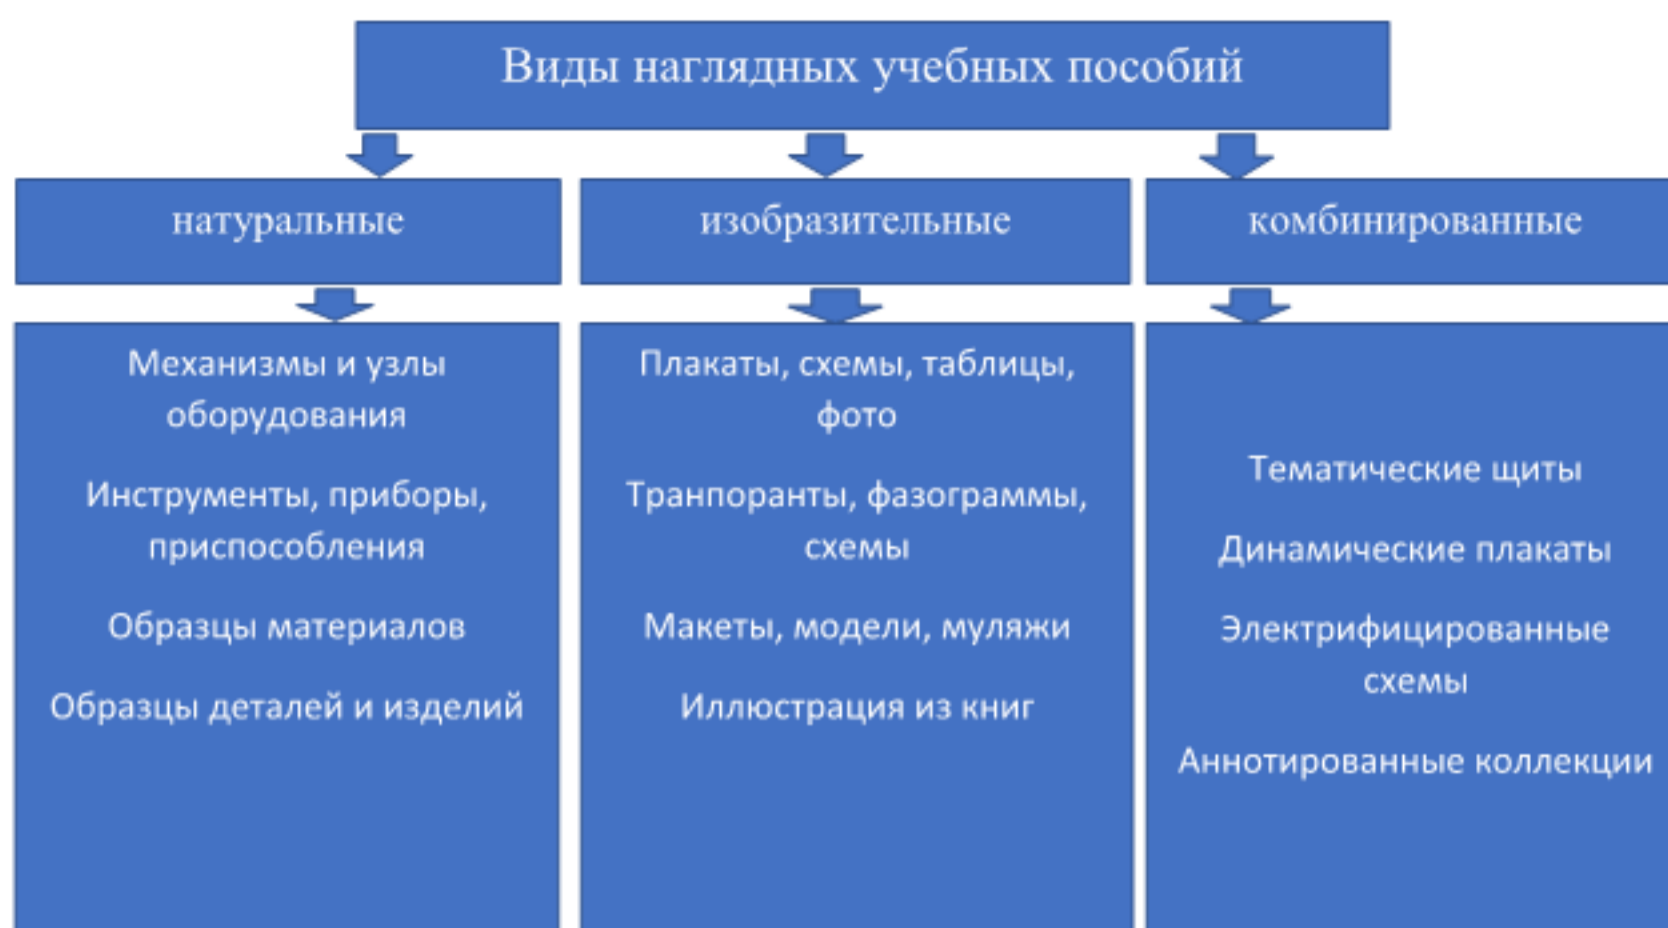 Виды наглядных учебных пособий
натуральные
изобразительные
комбинированные
Механизмы и узлы
оборудования
Инструменты, приборы,
приспособления
Образцы материалов
Образцы деталей и изделий
Плакаты, схемы, таблицы,
фото
Транпоранты, фазограммы,
схемы
Макеты, модели, муляжи
Иллюстрация из книг
Тематические щиты
Динамические плакаты
Электрифицированные
схемы
Аннотированные коллекции